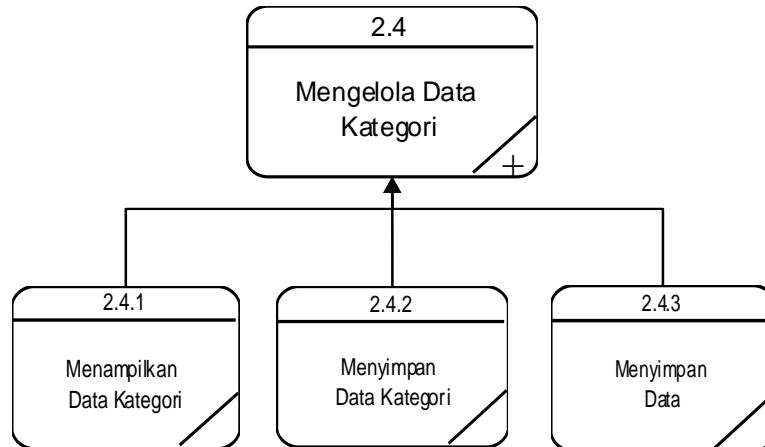 2.4
Mengelola Data
Kategori
2.4.1
Menampilkan
Data Kategori
2.4.2
Menyimpan
Data Kategori
2.4.3
Menyimpan
Data